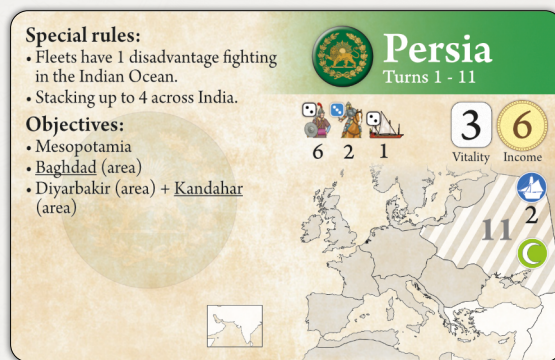 Special rules:
• Fleets have 1 disadvantage fighting
in the Indian Ocean.
• Stacking up to 4 across India.
Objectives:
• Mesopotamia
• Baghdad (area)
• Diyarbakir (area) + Kandahar
(area)
Persia
Turns 1 - 11
6 2 1
3 6
Vitality Income
2
11